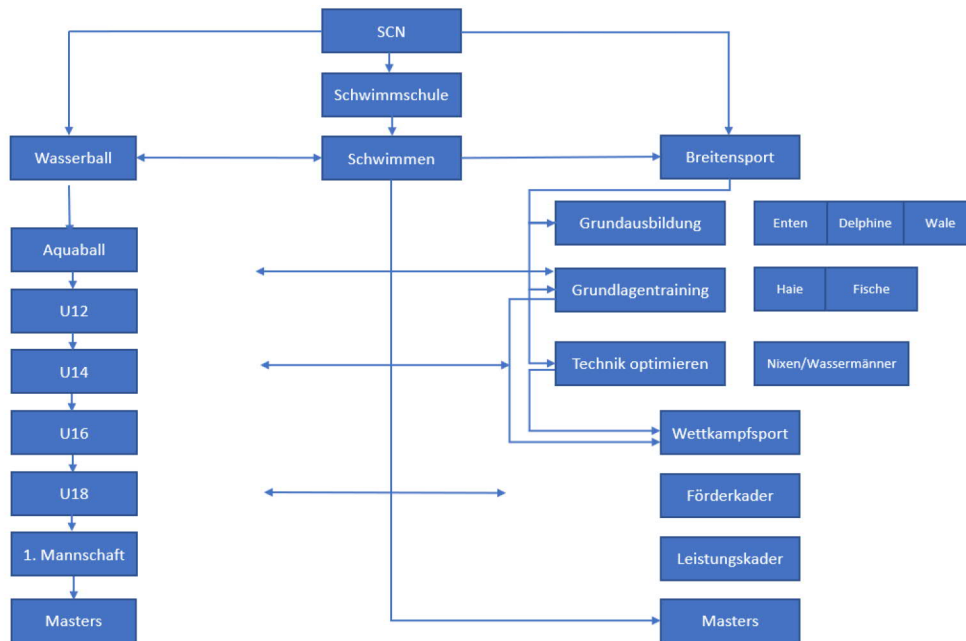 SCN
Schwimmschule
Wasserball
Schwimmen
Breitensport
Grundausbildung
Enten
Delphine
Wale
Aquaball
Grundlagentraining
Haie
Fische
U12
U14
Technik optimieren
Nixen/Wassermänner
U16
Wettkampfsport
U18
Förderkader
1. Mannschaft
Leistungskader
Masters
Masters